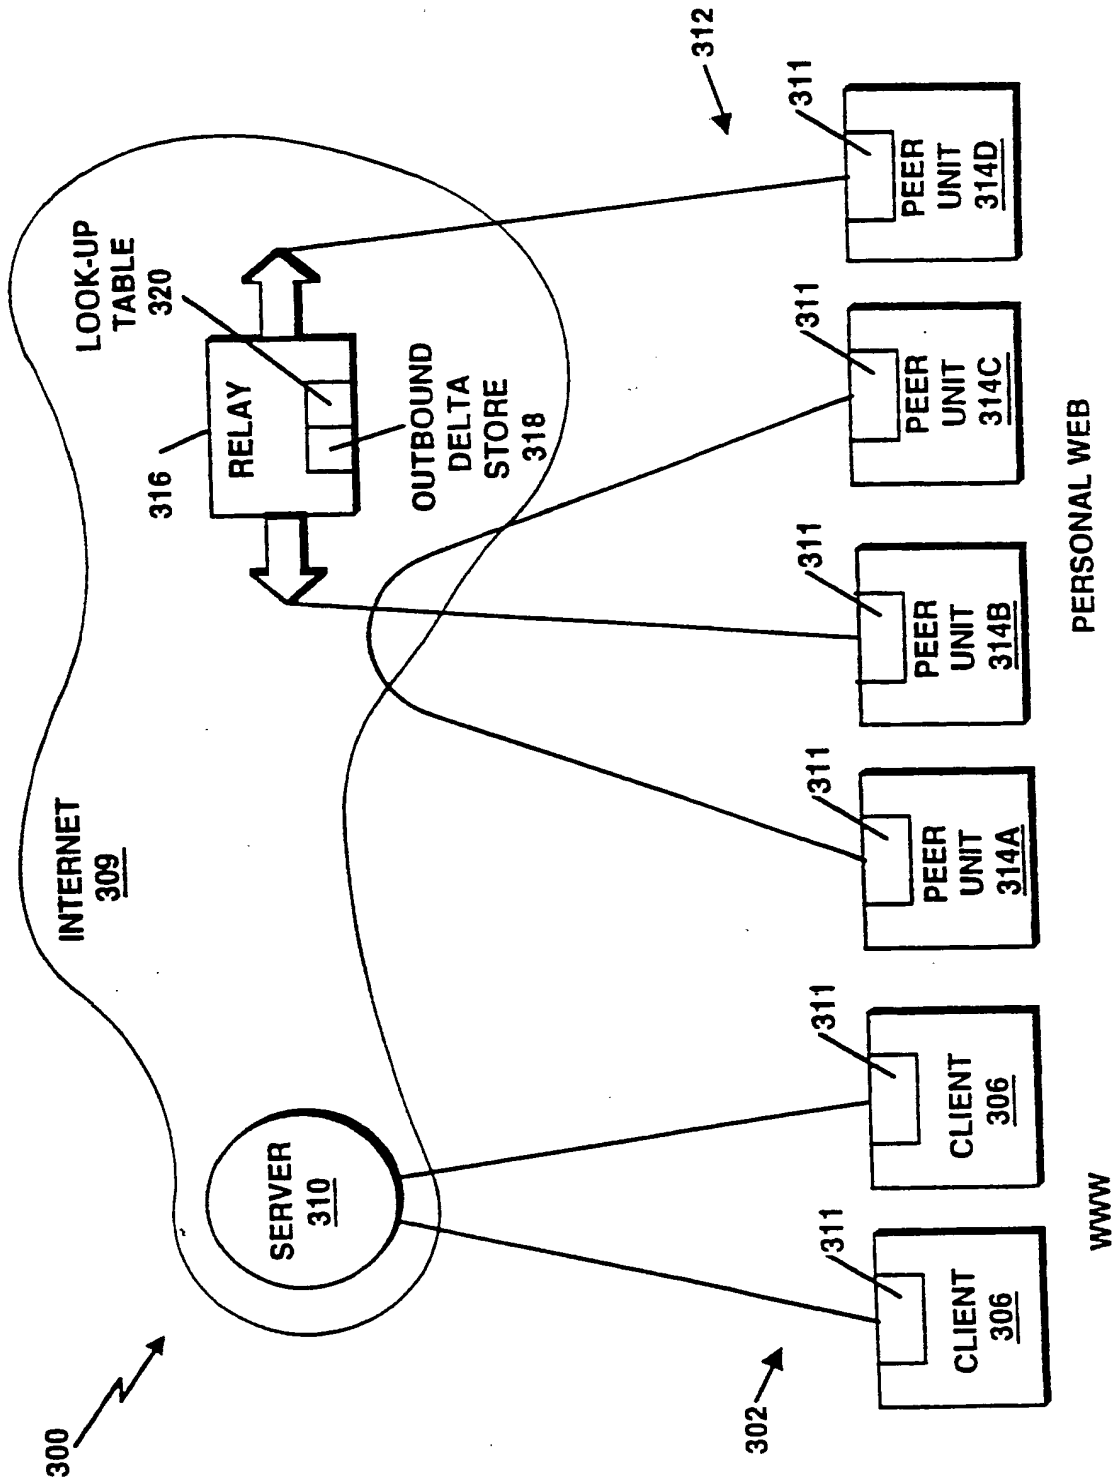 300
INTERNET
309
LOOK-UP
TABLE
320
316
RELAY
OUTBOUND
DELTA
STORE
318
SERVER
310
302
312
311
CLIENT
306
311
CLIENT
306
311
PEER
UNIT
314A
311
PEER
UNIT
314B
311
PEER
UNIT
314C
311
PEER
UNIT
314D
WWW
PERSONAL WEB